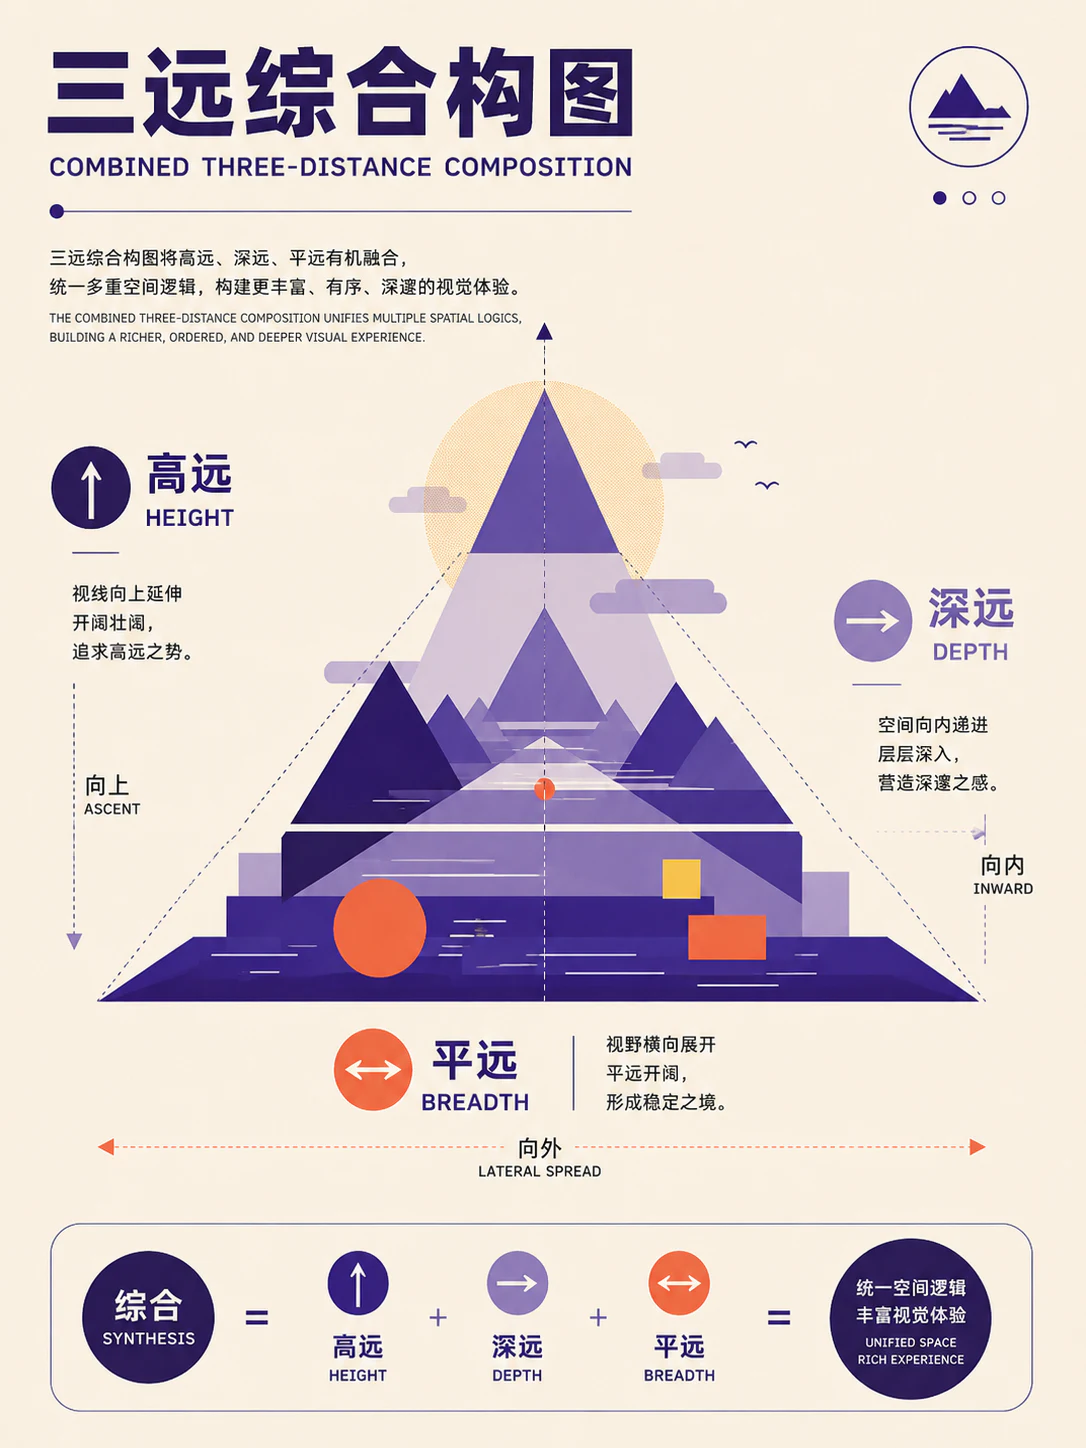 三远综合构图
COMBINED THREE-DISTANCE COMPOSITION
三远综合构图将高远、深远、平远有机融合，
统一多重空间逻辑，构建更丰富、有序、深邃的视觉体验。
THE COMBINED THREE-DISTANCE COMPOSITION UNIFIES MULTIPLE SPATIAL LOGICS,
BUILDING A RICHER, ORDERED, AND DEEPER VISUAL EXPERIENCE.
高远
HEIGHT
视线向上延伸
开阔壮阔，
追求高远之势。
向上
ASCENT
深远
DEPTH
空间向内递进
层层深入，
营造深邃之感。
向内
INWARD
平远
BREADTH
视野横向展开
平远开阔，
形成稳定之境。
向外
LATERAL SPREAD
综合
SYNTHESIS
=
高远
HEIGHT
+
深远
DEPTH
+
平远
BREADTH
=
统一空间逻辑
丰富视觉体验
UNIFIED SPACE
RICH EXPERIENCE